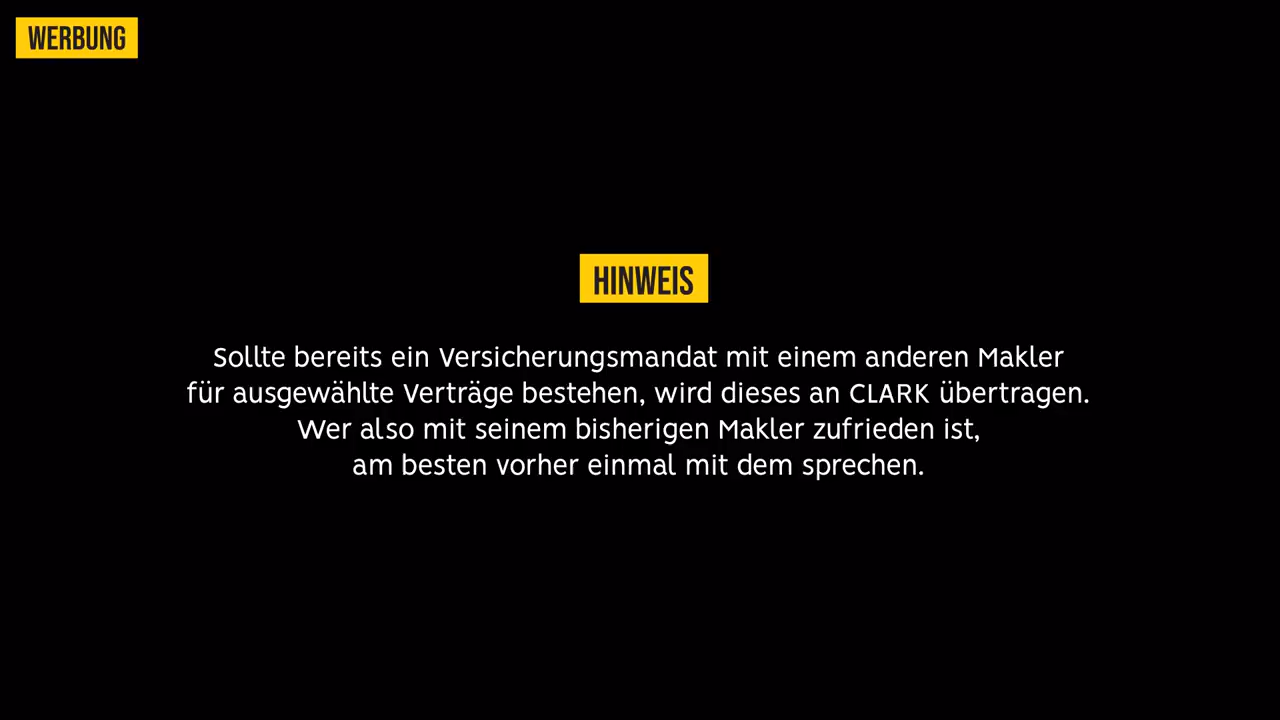 WERBUNG
HINWEIS
Sollte bereits ein Versicherungsmandat mit einem anderen Makler
für ausgewählte Verträge bestehen, wird dieses an CLARK übertragen.
Wer also mit seinem bisherigen Makler zufrieden ist,
am besten vorher einmal mit dem sprechen.